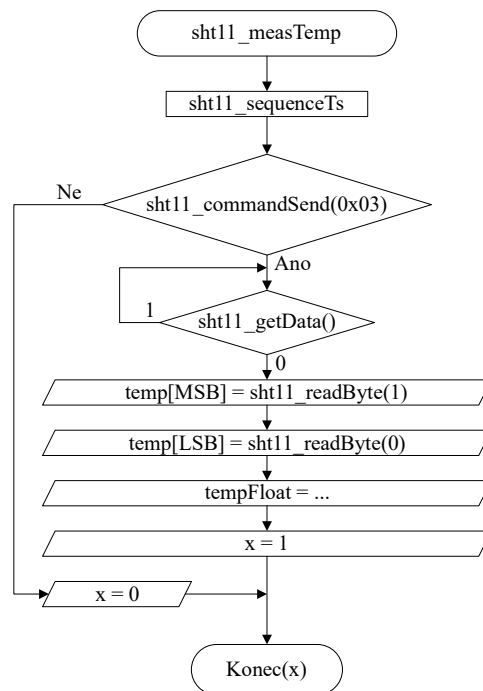 sht11_measTemp
sht11_sequenceTs
Ne
sht11_commandSend(0x03)
Ano
1
sht11_getData()
0
temp[MSB] = sht11_readByte(1)
temp[LSB] = sht11_readByte(0)
tempFloat = ...
x = 1
x = 0
Konec(x)